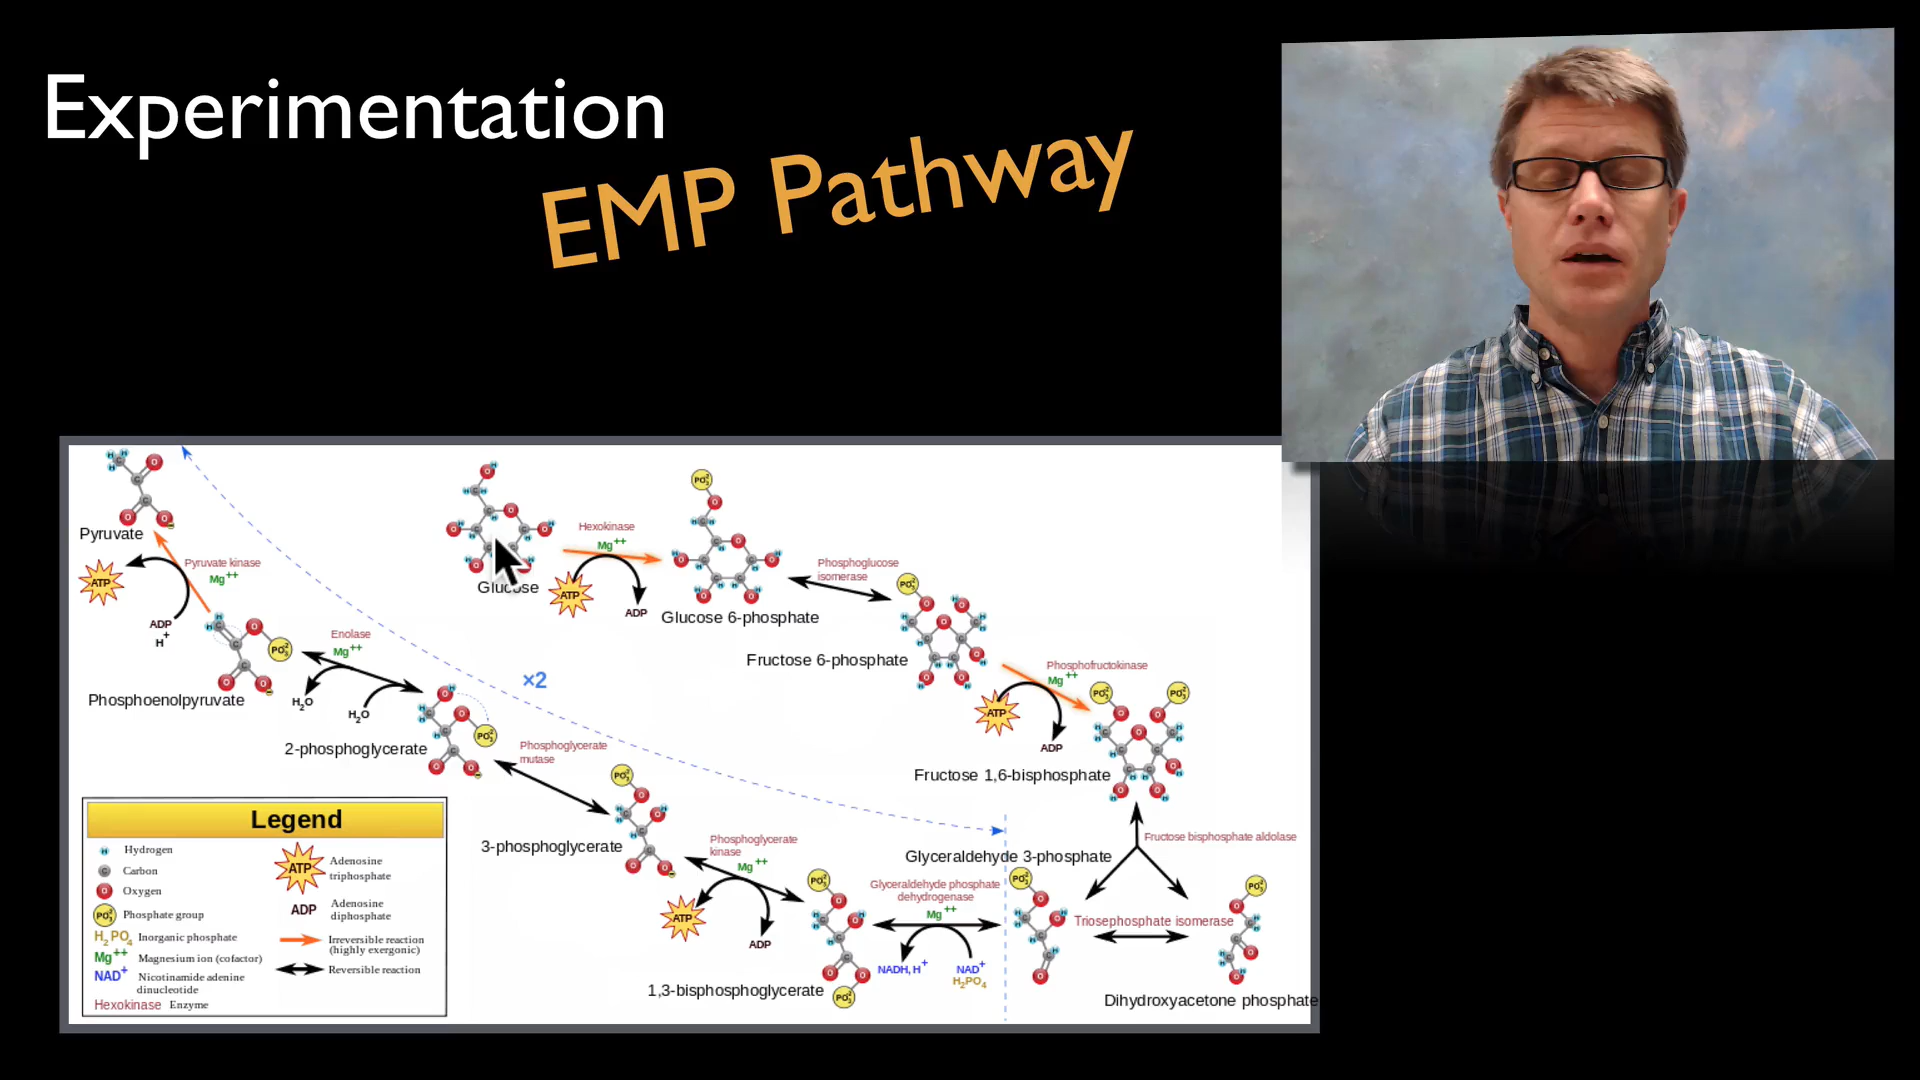 Experimentation
EMP Pathway
Pyruvate
Pyruvate kinase
Mg++
ATP
ADP
H+
Phosphoenolpyruvate
Enolase
Mg++
H2O
H2O
2-phosphoglycerate
Glucose
Hexokinase
Mg++
ATP
ADP
Glucose 6-phosphate
Phosphoglucose
isomerase
Fructose 6-phosphate
Phosphofructokinase
Mg++
ATP
ADP
Fructose 1,6-bisphosphate
Fructose bisphosphate aldolase
×2
Phosphoglycerate
mutase
3-phosphoglycerate
Phosphoglycerate
kinase
Mg++
ATP
ADP
1,3-bisphosphoglycerate
Glyceraldehyde 3-phosphate
Glyceraldehyde phosphate
dehydrogenase
Mg++
NADH, H+
NAD+
H2PO4
Triosephosphate isomerase
Dihydroxyacetone phosphate
Legend
H Hydrogen
C Carbon
O Oxygen
Phosphate group
H2PO4 Inorganic phosphate
Mg++ Magnesium ion (cofactor)
NAD+ Nicotinamide adenine
dinucleotide
Hexokinase Enzyme
ATP Adenosine
triphosphate
ADP Adenosine
diphosphate
Irreversible reaction
(highly exergonic)
Reversible reaction